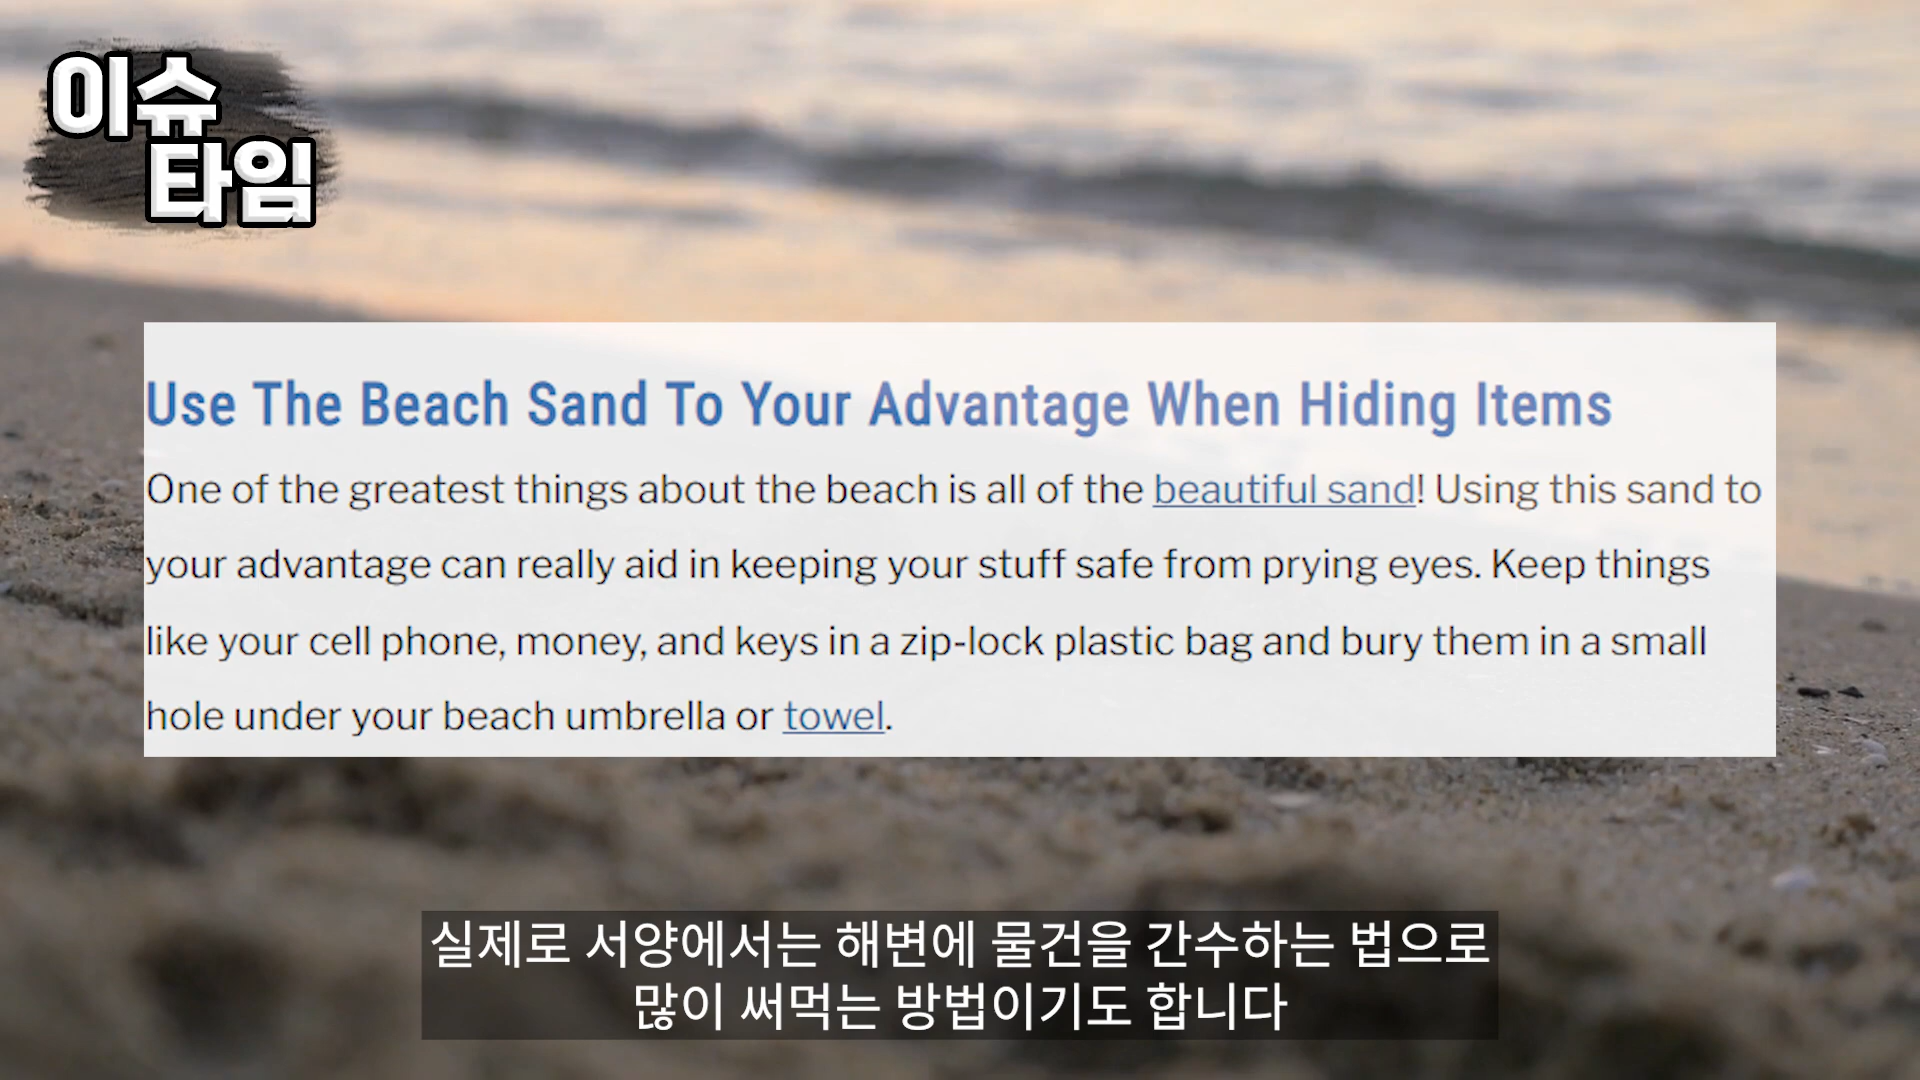 이슈
타임
Use The Beach Sand To Your Advantage When Hiding Items
One of the greatest things about the beach is all of the beautiful sand! Using this sand to
your advantage can really aid in keeping your stuff safe from prying eyes. Keep things
like your cell phone, money, and keys in a zip-lock plastic bag and bury them in a small
hole under your beach umbrella or towel.
실제로 서양에서는 해변에 물건을 간수하는 법으로
많이 써먹는 방법이기도 합니다